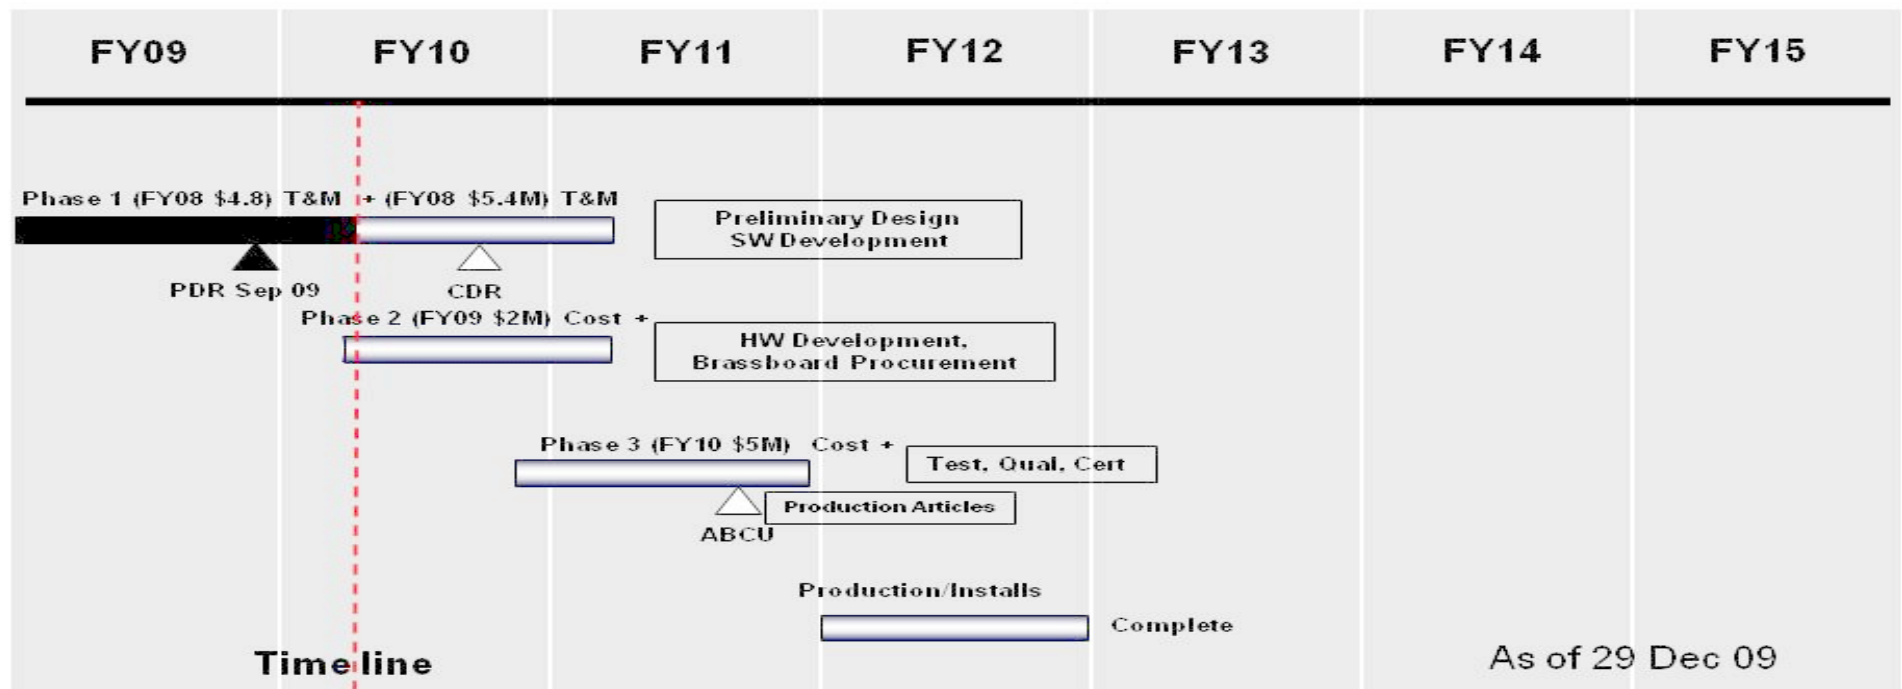 FY09 FY10 FY11 FY12 FY13 FY14 FY15
Phase 1 (FY08 $4.8) T&M + (FY08 $5.4M) T&M
Preliminary Design
SW Development
PDR Sep 09
CDR
Phase 2 (FY09 $2M) Cost +
HW Development,
Brassboard Procurement
Phase 3 (FY10 $5M) Cost +
Test, Qual, Cert
Production Articles
ABCU
Production/Installs
Complete
Timeline
As of 29 Dec 09